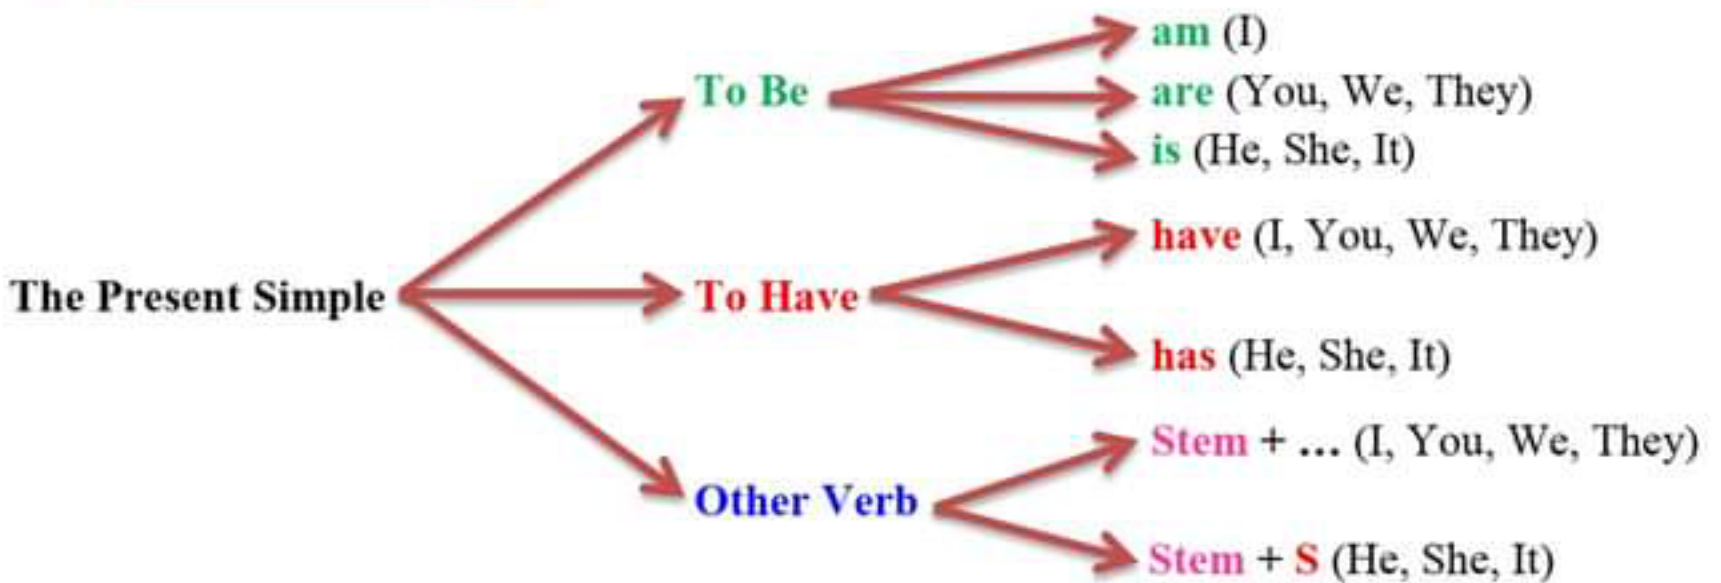 am (I)
To Be
are (You, We, They)
is (He, She, It)
have (I, You, We, They)
The Present Simple
To Have
has (He, She, It)
Stem + ... (I, You, We, They)
Other Verb
Stem + S (He, She, It)